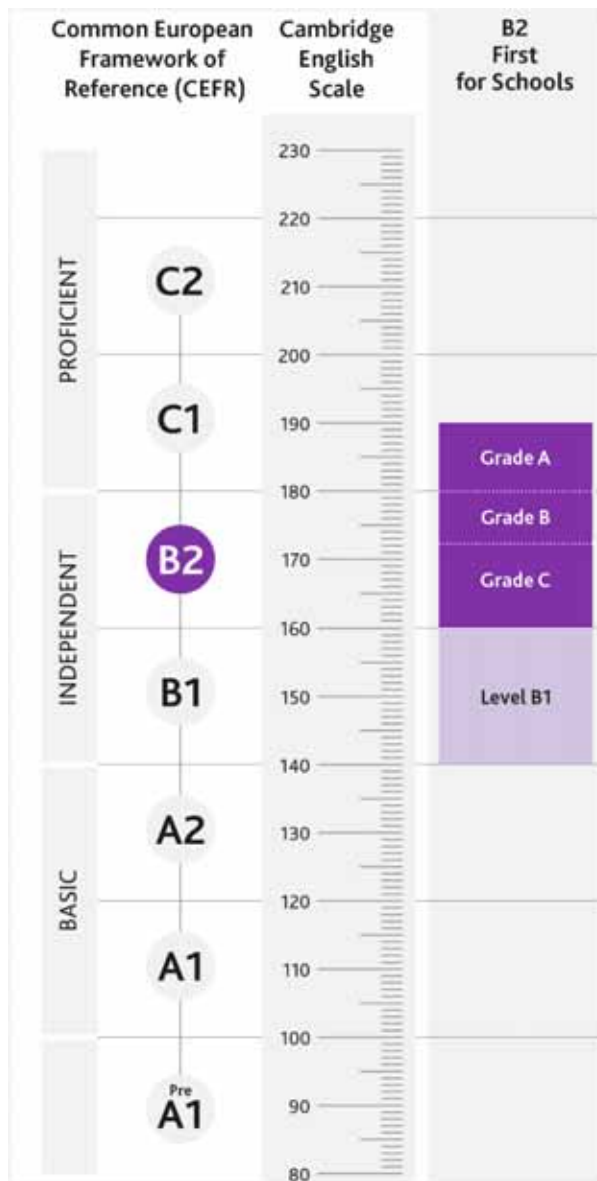 Common European
Framework of
Reference (CEFR)
Cambridge
English
Scale
B2
First
for Schools
PROFICIENT
INDEPENDENT
BASIC
C2
C1
B2
B1
A2
A1
Pre
A1
230
220
210
200
190
180
170
160
150
140
130
120
110
100
90
80
Grade A
Grade B
Grade C
Level B1